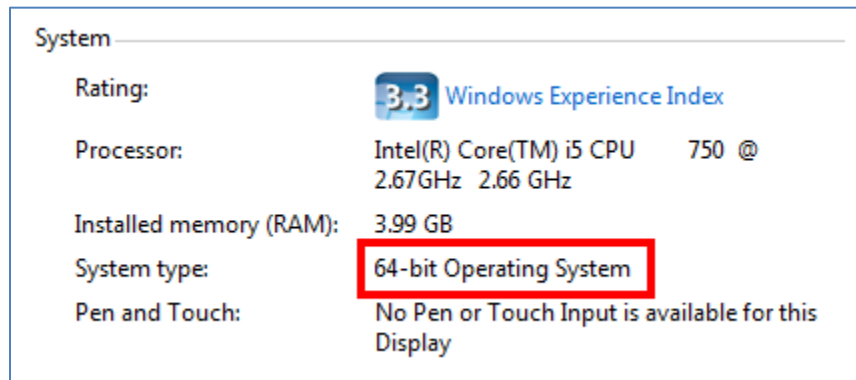 System
Rating:
3.3 Windows Experience Index
Processor:
Intel(R) Core(TM) i5 CPU 750 @
2.67GHz 2.66 GHz
Installed memory (RAM):
3.99 GB
System type:
64-bit Operating System
Pen and Touch:
No Pen or Touch Input is available for this
Display